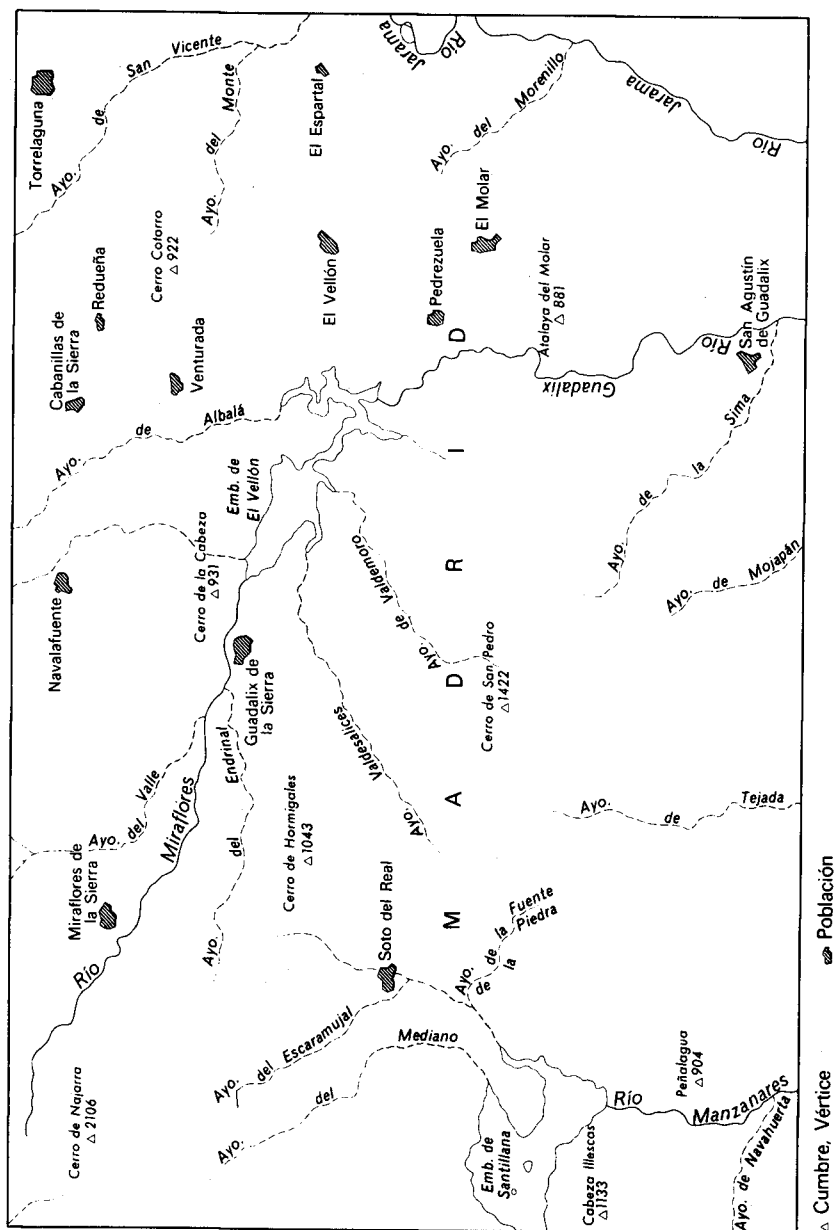 Cerro de Najarra
△ 2106
Río
Miraflores
Miraflores de
la Sierra
Ayo.
del
Valle
Navalafuente
Cabanillas de
la Sierra
Redueña
Torrelaguna
Ayo.
de
San
Vicente
Ayo.
de
Albalá
Venturada
Cerro Cotorro
△ 922
Ayo.
del
Monte
Cerro de la Cabeza
△ 931
Ayo.
del
Endrinal
Guadalix de
la Sierra
Emb. de
El Vellón
El Vellón
El Espartal
Ayo.
del
Escaramujal
Ayo.
del
Mediano
Cerro de Hormigales
△ 1043
Soto del Real
Ayo.
Valdesalices
Ayo.
de
Valdemoro
Pedrezuela
El Molar
Ayo.
del
Morenillo
Río
Jarama
M A D R I D
Cerro de San Pedro
△ 1422
Ayo.
de
de la
la
Fuente
Piedra
Emb. de
Santillana
Atalaya del Molar
△ 881
Guadalix
Río
Cabeza Illescas
△ 1133
Río
Manzanares
Peñalagua
△ 904
Ayo.
de
Tejada
Ayo.
de
la
Sima
Ayo.
de
Mojapán
San Agustín
de Guadalix
Río
Jarama
Ayo. de Navahuerta
△ Cumbre, Vértice
Población